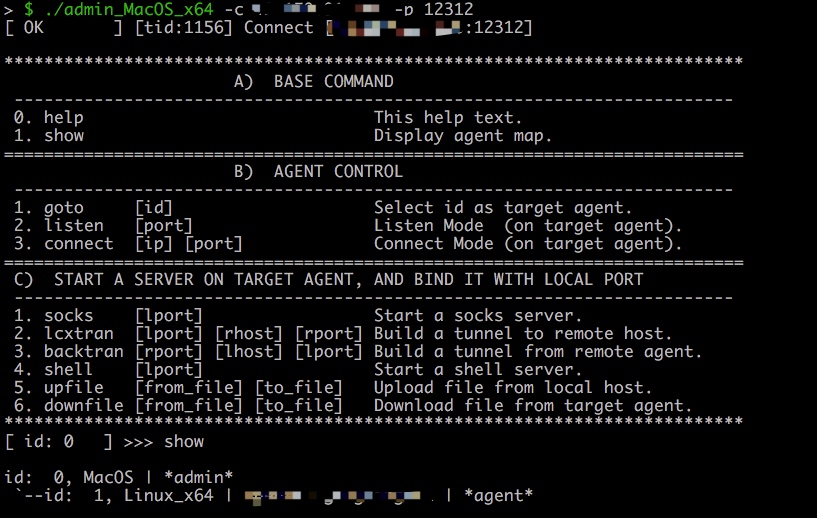 > $ ./admin_MacOS_x64 -c -p 12312
[ OK ] [tid:1156] Connect [ :12312]
**************************************************************************
A) BASE COMMAND
--------------------------------------------------------------------------
0. help This help text.
1. show Display agent map.
==========================================================================
B) AGENT CONTROL
--------------------------------------------------------------------------
1. goto [id] Select id as target agent.
2. listen [port] Listen Mode (on target agent).
3. connect [ip] [port] Connect Mode (on target agent).
==========================================================================
C) START A SERVER ON TARGET AGENT, AND BIND IT WITH LOCAL PORT
--------------------------------------------------------------------------
1. socks [lport] Start a socks server.
2. lcxtran [lport] [rhost] [rport] Build a tunnel to remote host.
3. backtran [rport] [lhost] [lport] Build a tunnel from remote agent.
4. shell [lport] Start a shell server.
5. upfile [from_file] [to_file] Upload file from local host.
6. downfile [from_file] [to_file] Download file from target agent.
**************************************************************************
[ id: 0 ] >>> show
id: 0, MacOS | *admin*
`--id: 1, Linux_x64 | | *agent*